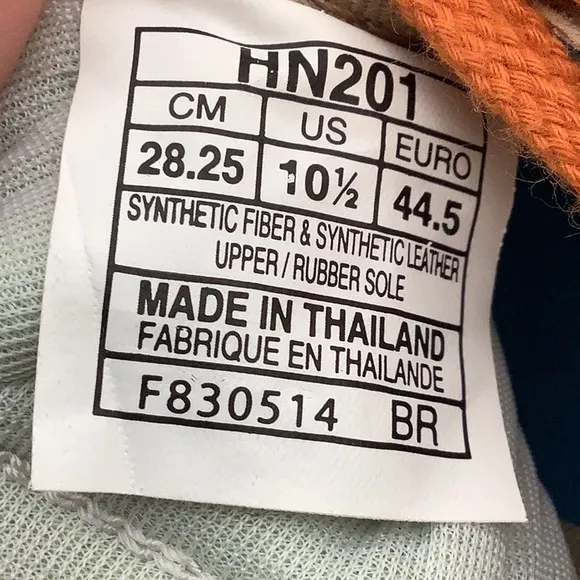 HN201
CM US EURO
28.25 10½ 44.5
SYNTHETIC FIBER & SYNTHETIC LEATHER
UPPER / RUBBER SOLE
MADE IN THAILAND
FABRIQUE EN THAILANDE
F830514 BR